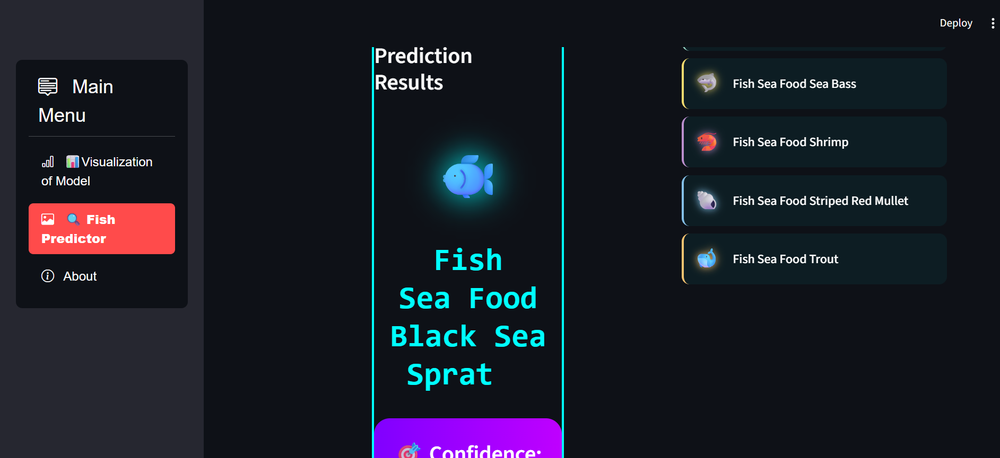 Deploy
Main
Menu
Visualization
of Model
Fish
Predictor
About
Prediction
Results
Fish
Sea Food
Black Sea
Sprat
Confidence:
Fish Sea Food Sea Bass
Fish Sea Food Shrimp
Fish Sea Food Striped Red Mullet
Fish Sea Food Trout